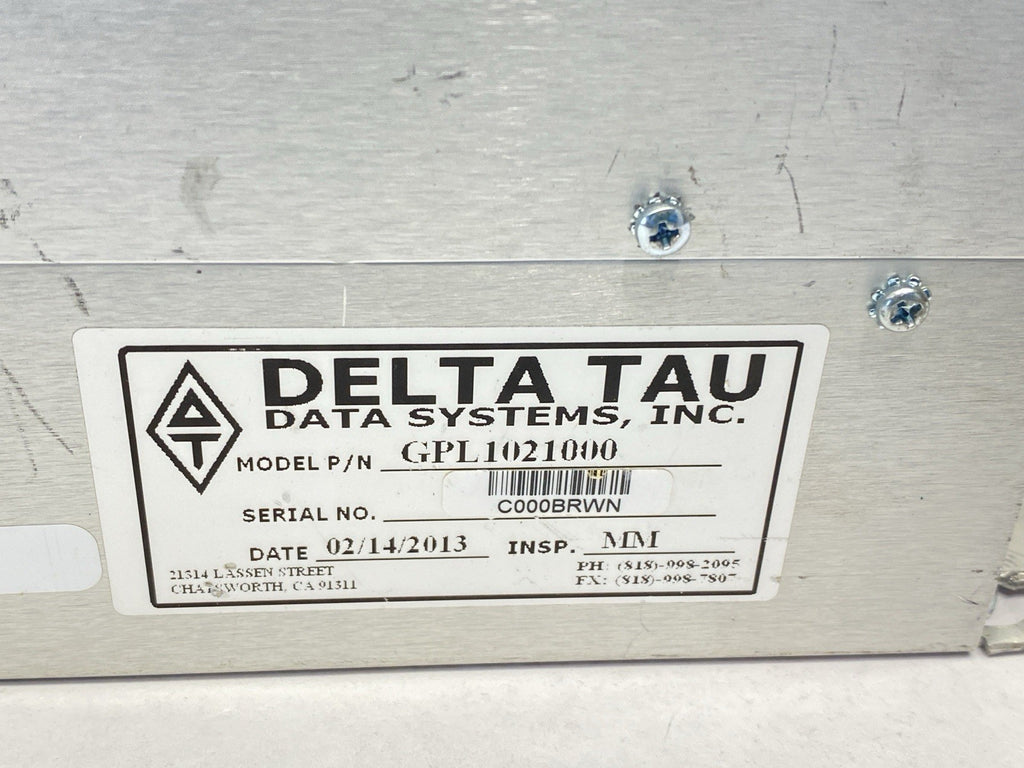 DELTA TAU
DATA SYSTEMS, INC.
MODEL P/N GPL1021000
SERIAL NO. C000BRWN
DATE 02/14/2013 INSP. MM
21314 LASSEN STREET
CHATSWORTH, CA 91311
PH: (818)-998-2095
FX: (818)-998-7807